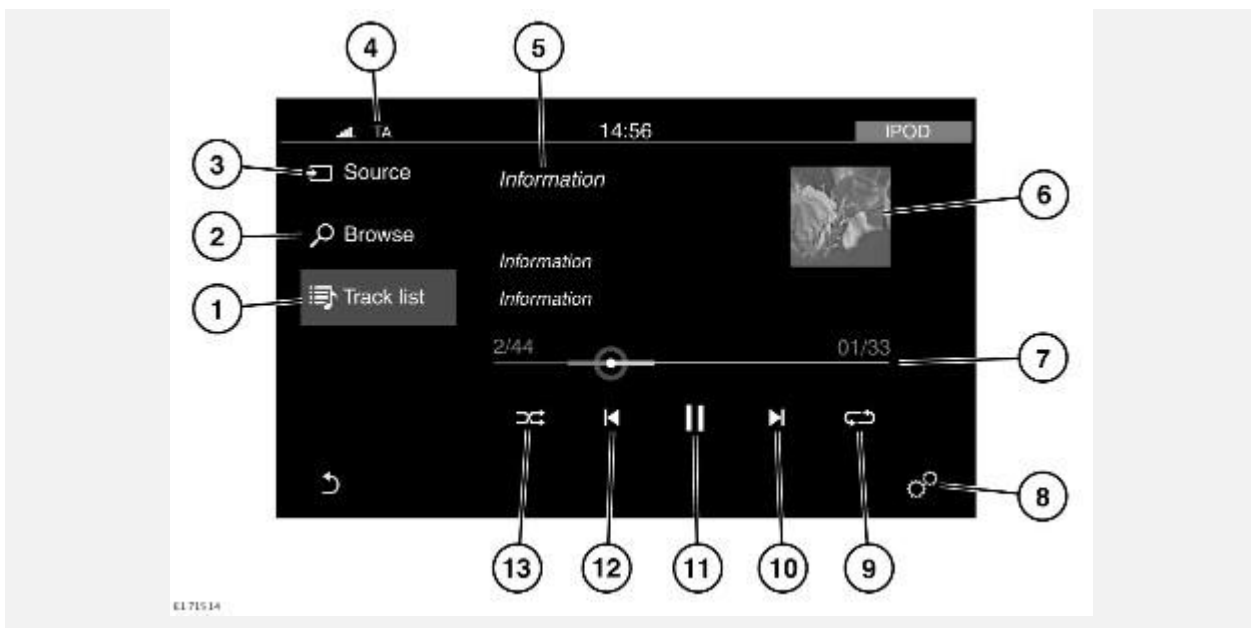 4 5
TA 14:56 IPOD
3 Source Information 6
2 Browse
Information
1 Track list Information
2/44 01/33 7
8
13 12 11 10 9
E171514